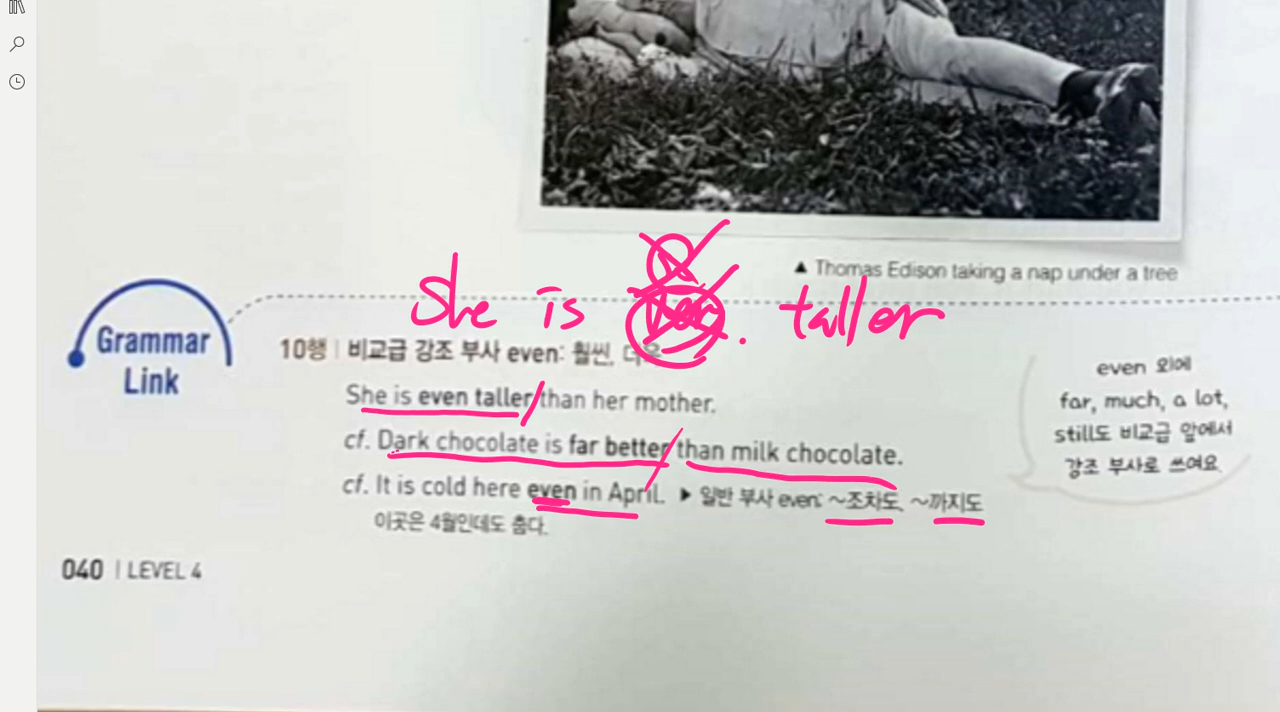 ▲ Thomas Edison taking a nap under a tree
She is very. taller
Grammar
Link
10행 | 비교급 강조 부사 even: 훨씬, 더욱
She is even taller than her mother.
cf. Dark chocolate is far better than milk chocolate.
cf. It is cold here even in April. ▶ 일반 부사 even: ~조차도, ~까지도
이곳은 4월인데도 춥다.
even 외에
far, much, a lot,
still도 비교급 앞에서
강조 부사로 쓰여요.
040 | LEVEL 4